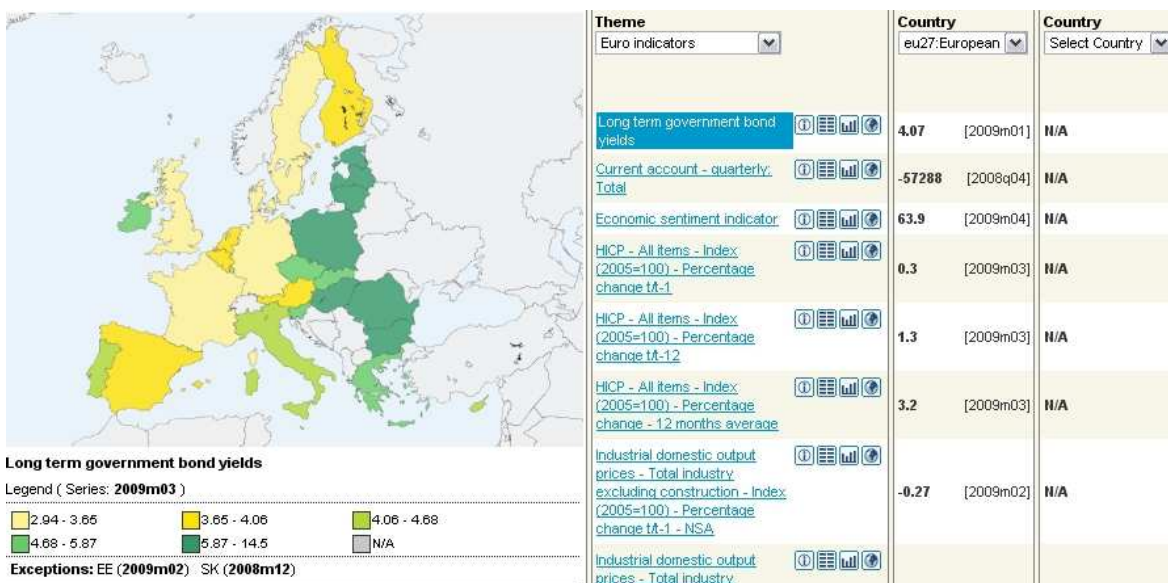 Theme
Country
Country
Euro indicators
eu27:European
Select Country
Long term government bond
yields
4.07 [2009m01] N/A
Current account - quarterly:
Total
-57288 [2008q04] N/A
Economic sentiment indicator
63.9 [2009m04] N/A
HICP - All items - Index
(2005=100) - Percentage
change t/t-1
0.3 [2009m03] N/A
HICP - All items - Index
(2005=100) - Percentage
change t/t-12
1.3 [2009m03] N/A
HICP - All items - Index
(2005=100) - Percentage
change - 12 months average
3.2 [2009m03] N/A
Industrial domestic output
prices - Total industry
excluding construction - Index
(2005=100) - Percentage
change t/t-1 - NSA
-0.27 [2009m02] N/A
Industrial domestic output
prices - Total industry
Long term government bond yields
Legend ( Series: 2009m03 )
2.94 - 3.65
3.65 - 4.06
4.06 - 4.68
4.68 - 5.87
5.87 - 14.5
N/A
Exceptions: EE (2009m02) SK (2008m12)